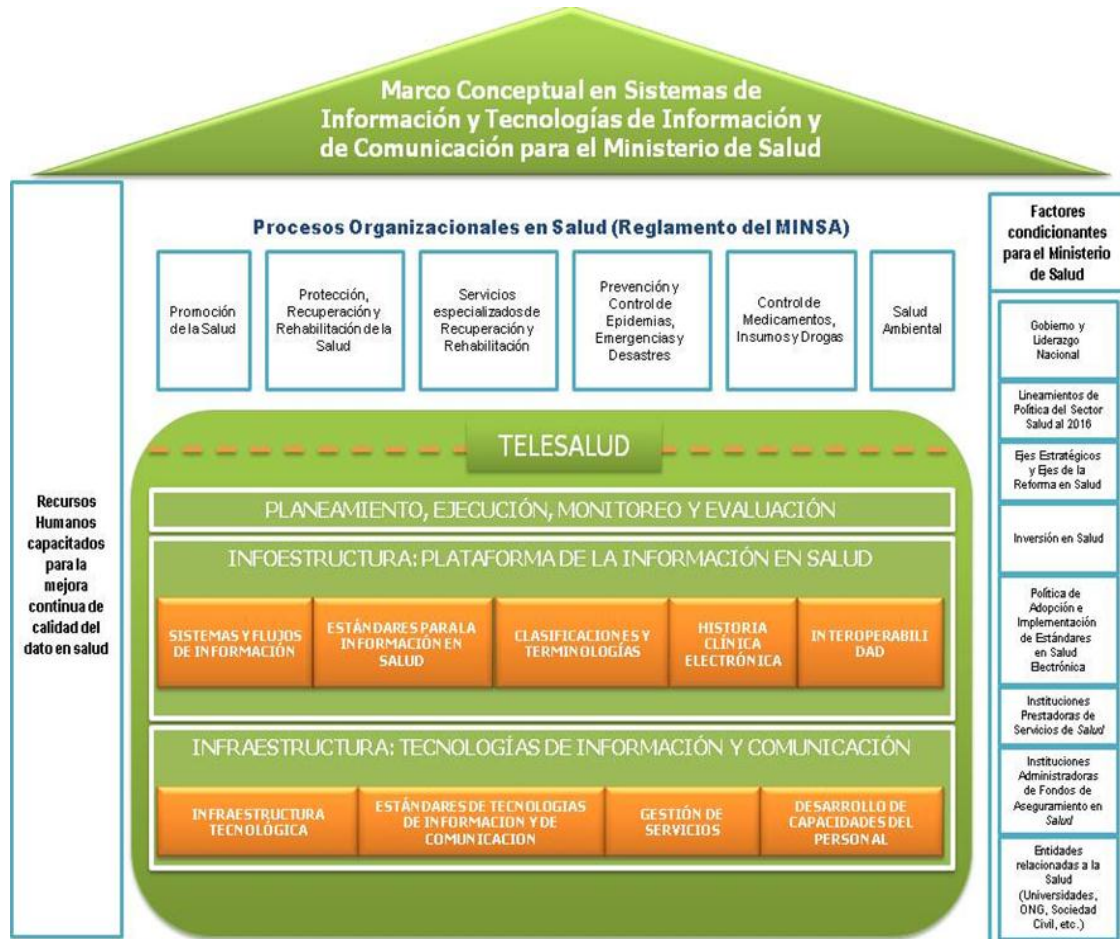 Marco Conceptual en Sistemas de
Información y Tecnologías de Información y
de Comunicación para el Ministerio de Salud
Recursos
Humanos
capacitados
para la
mejora
continua de
calidad del
dato en salud
Procesos Organizacionales en Salud (Reglamento del MINSA)
Promoción
de la Salud
Protección,
Recuperación y
Rehabilitación de la
Salud
Servicios
especializados de
Recuperación y
Rehabilitación
Prevención y
Control de
Epidemias,
Emergencias y
Desastres
Control de
Medicamentos,
Insumos y Drogas
Salud
Ambiental
TELESALUD
PLANEAMIENTO, EJECUCIÓN, MONITOREO Y EVALUACIÓN
INFOESTRUCTURA: PLATAFORMA DE LA INFORMACIÓN EN SALUD
SISTEMAS Y FLUJOS
DE INFORMACIÓN
ESTÁNDARES PARA LA
INFORMACIÓN EN
SALUD
CLASIFICACIONES Y
TERMINOLOGÍAS
HISTORIA
CLÍNICA
ELECTRÓNICA
INTEROPERABILI
DAD
INFRAESTRUCTURA: TECNOLOGÍAS DE INFORMACIÓN Y COMUNICACIÓN
INFRAESTRUCTURA
TECNOLÓGICA
ESTÁNDARES DE TECNOLOGIAS
DE INFORMACION Y DE
COMUNICACION
GESTIÓN DE
SERVICIOS
DESARROLLO DE
CAPACIDADES DEL
PERSONAL
Factores
condicionantes
para el Ministerio
de Salud
Gobierno y
Liderazgo
Nacional
Lineamientos de
Política del Sector
Salud al 2016
Ejes Estratégicos
y Ejes de la
Reforma en Salud
Inversión en Salud
Política de
Adopción e
Implementación
de Estándares
en Salud
Electrónica
Instituciones
Prestadoras de
Servicios de Salud
Instituciones
Administradoras
de Fondos de
Aseguramiento en
Salud
Entidades
relacionadas a la
Salud
(Universidades,
ONG, Sociedad
Civil, etc.)